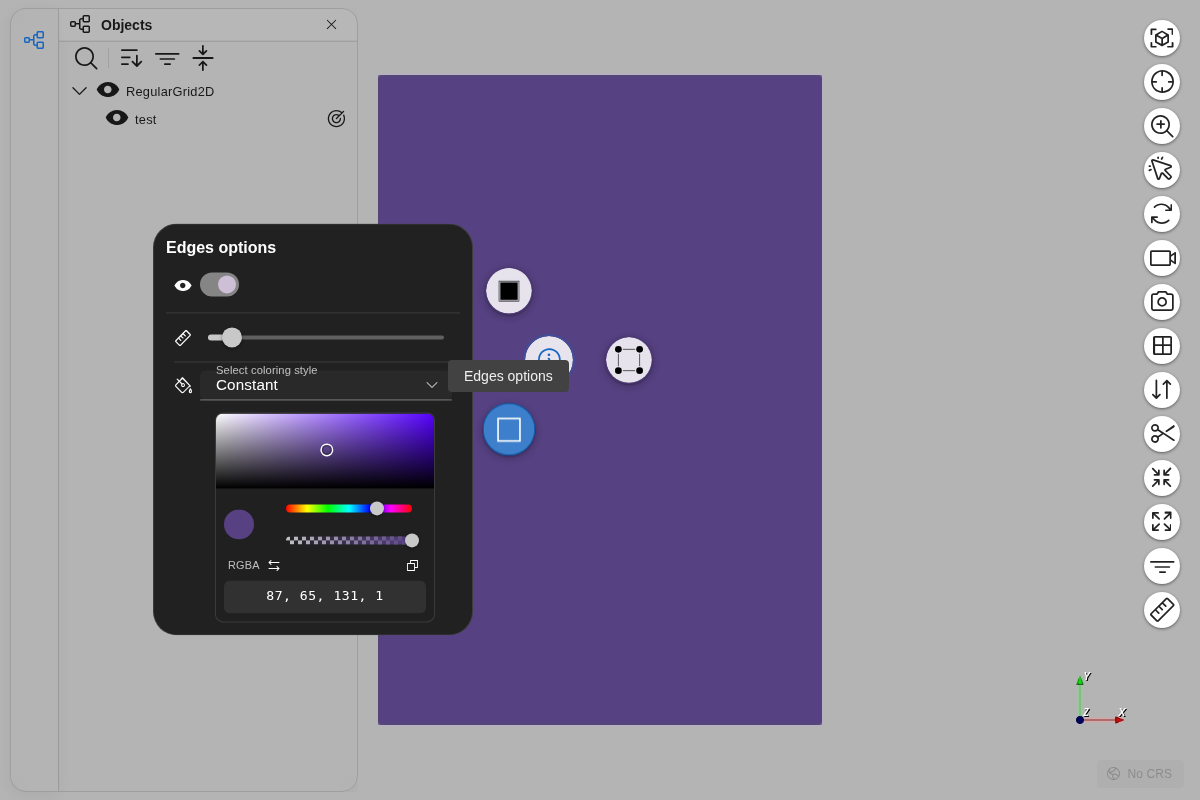 Objects
RegularGrid2D
test
Edges options
Select coloring style
Constant
Edges options
RGBA
87, 65, 131, 1
Y
Z
X
No CRS